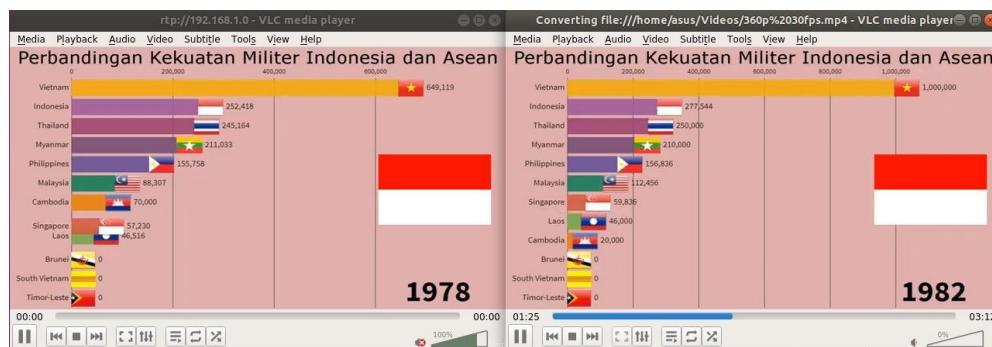 rtp://192.168.1.0 - VLC media player
Media Playback Audio Video Subtitle Tools View Help
Perbandingan Kekuatan Militer Indonesia dan Asean
0 200,000 400,000 600,000
Vietnam 649,119
Indonesia 252,418
Thailand 245,164
Myanmar 211,033
Philippines 155,758
Malaysia 88,307
Cambodia 70,000
Singapore 57,230
Laos 46,516
Brunei 0
South Vietnam 0
Timor-Leste 0
1978
00:00 00:00
100%
Converting file:///home/asus/Videos/360p%2030fps.mp4 - VLC media player
Media Playback Audio Video Subtitle Tools View Help
Perbandingan Kekuatan Militer Indonesia dan Asean
0 200,000 400,000 600,000 800,000 1,000,000
Vietnam 1,000,000
Indonesia 277,544
Thailand 250,000
Myanmar 210,000
Philippines 156,836
Malaysia 112,456
Singapore 59,836
Laos 46,000
Cambodia 20,000
Brunei 0
South Vietnam 0
Timor-Leste 0
1982
01:25 03:12
0%